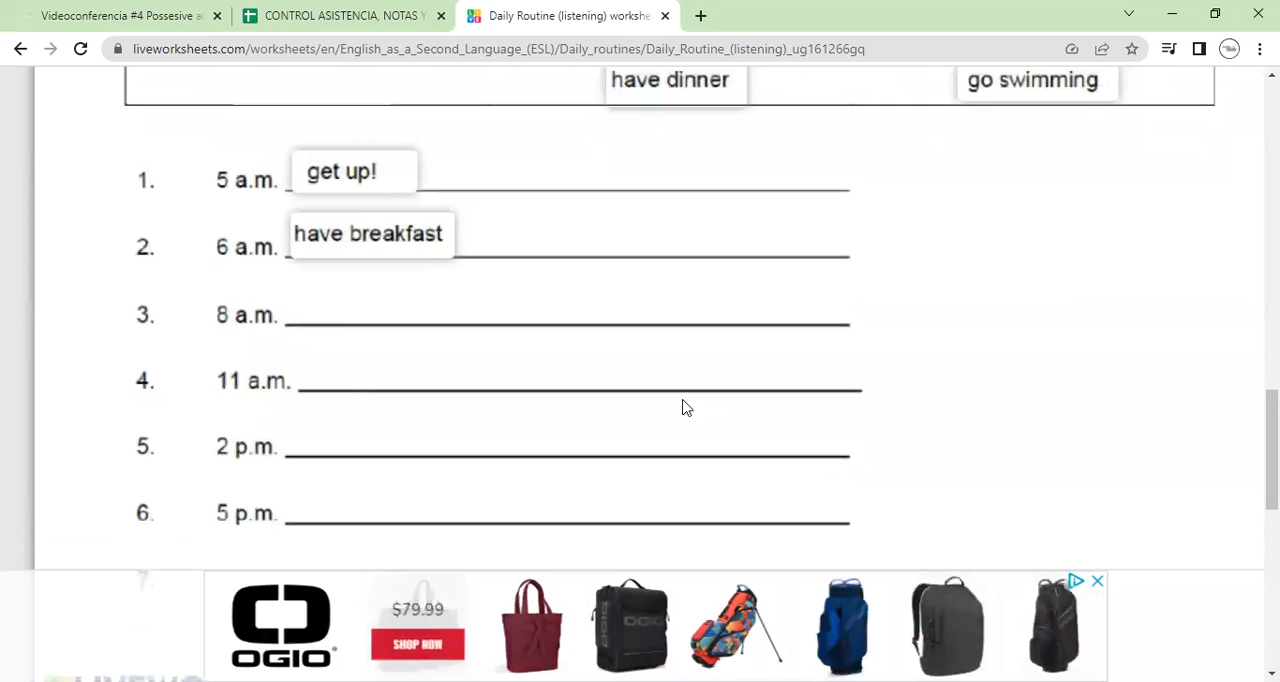 Videoconferencia #4 Possesive a
CONTROL ASISTENCIA, NOTAS Y
Daily Routine (listening) workshe
liveworksheets.com/worksheets/en/English_as_a_Second_Language_(ESL)/Daily_routines/Daily_Routine_(listening)_ug161266gq
have dinner
go swimming
1. 5 a.m. get up!
2. 6 a.m. have breakfast
3. 8 a.m.
4. 11 a.m.
5. 2 p.m.
6. 5 p.m.
7.
$79.99
SHOP NOW
OGIO
OGIO